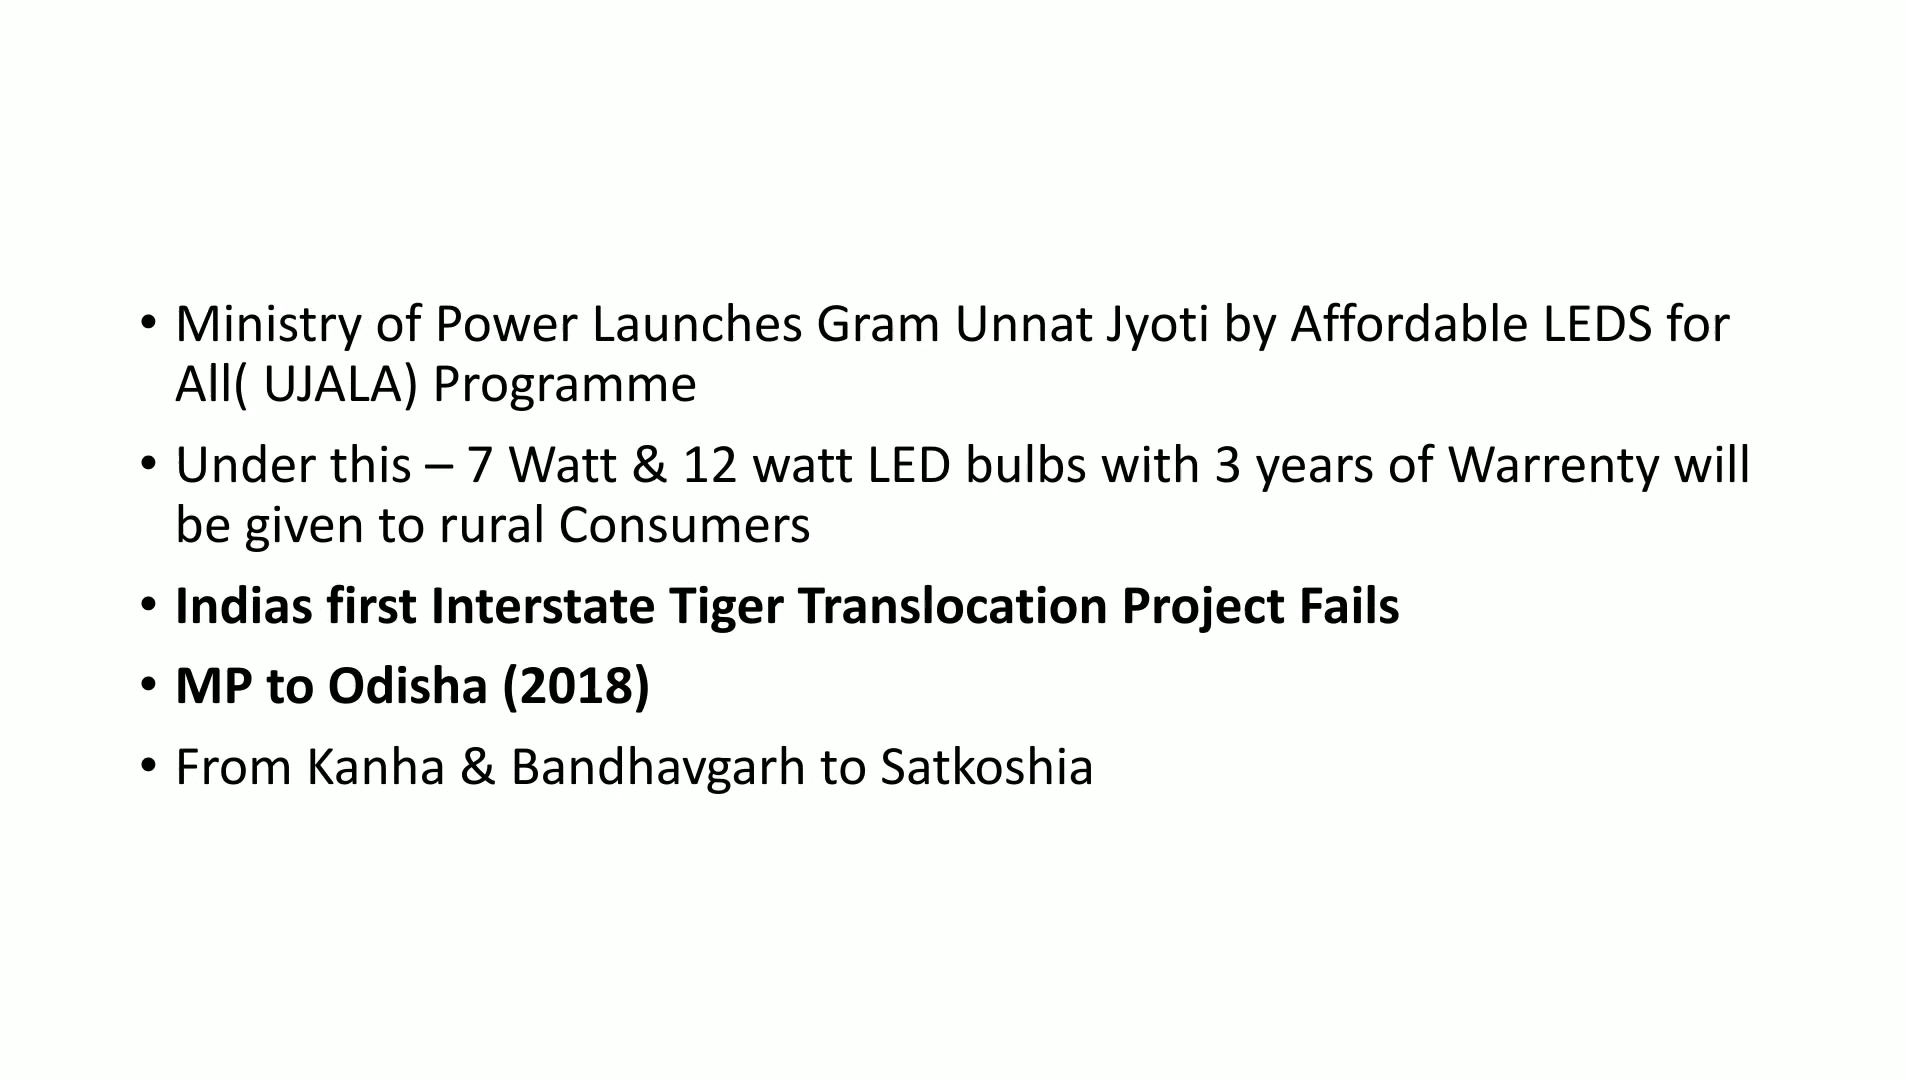 • Ministry of Power Launches Gram Unnat Jyoti by Affordable LEDS for
All( UJALA) Programme
• Under this – 7 Watt & 12 watt LED bulbs with 3 years of Warrenty will
be given to rural Consumers
• Indias first Interstate Tiger Translocation Project Fails
• MP to Odisha (2018)
• From Kanha & Bandhavgarh to Satkoshia